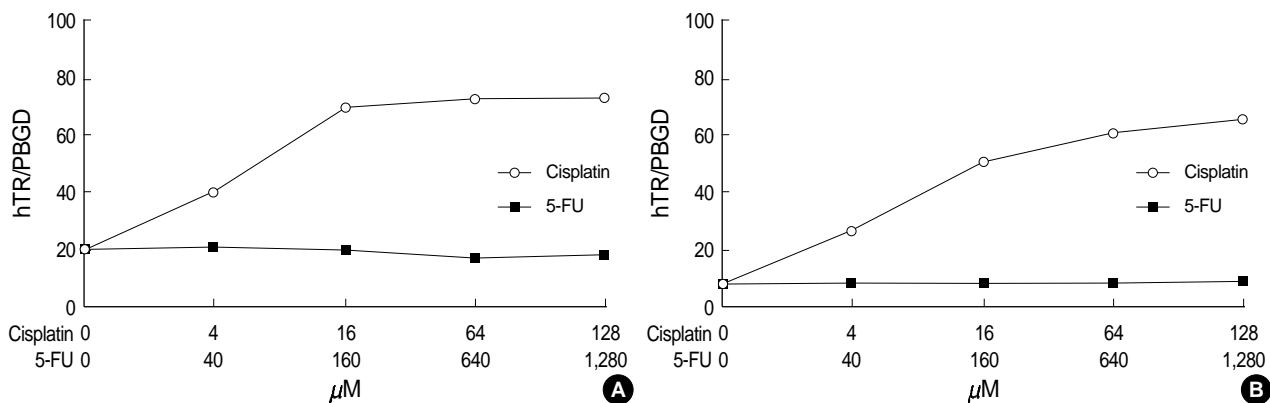 100
80
60
40
20
0
hTR/PBGD
Cisplatin
5-FU
Cisplatin 0 4 16 64 128
5-FU 0 40 160 640 1,280
μM
A
100
80
60
40
20
0
hTR/PBGD
Cisplatin
5-FU
Cisplatin 0 4 16 64 128
5-FU 0 40 160 640 1,280
μM
B